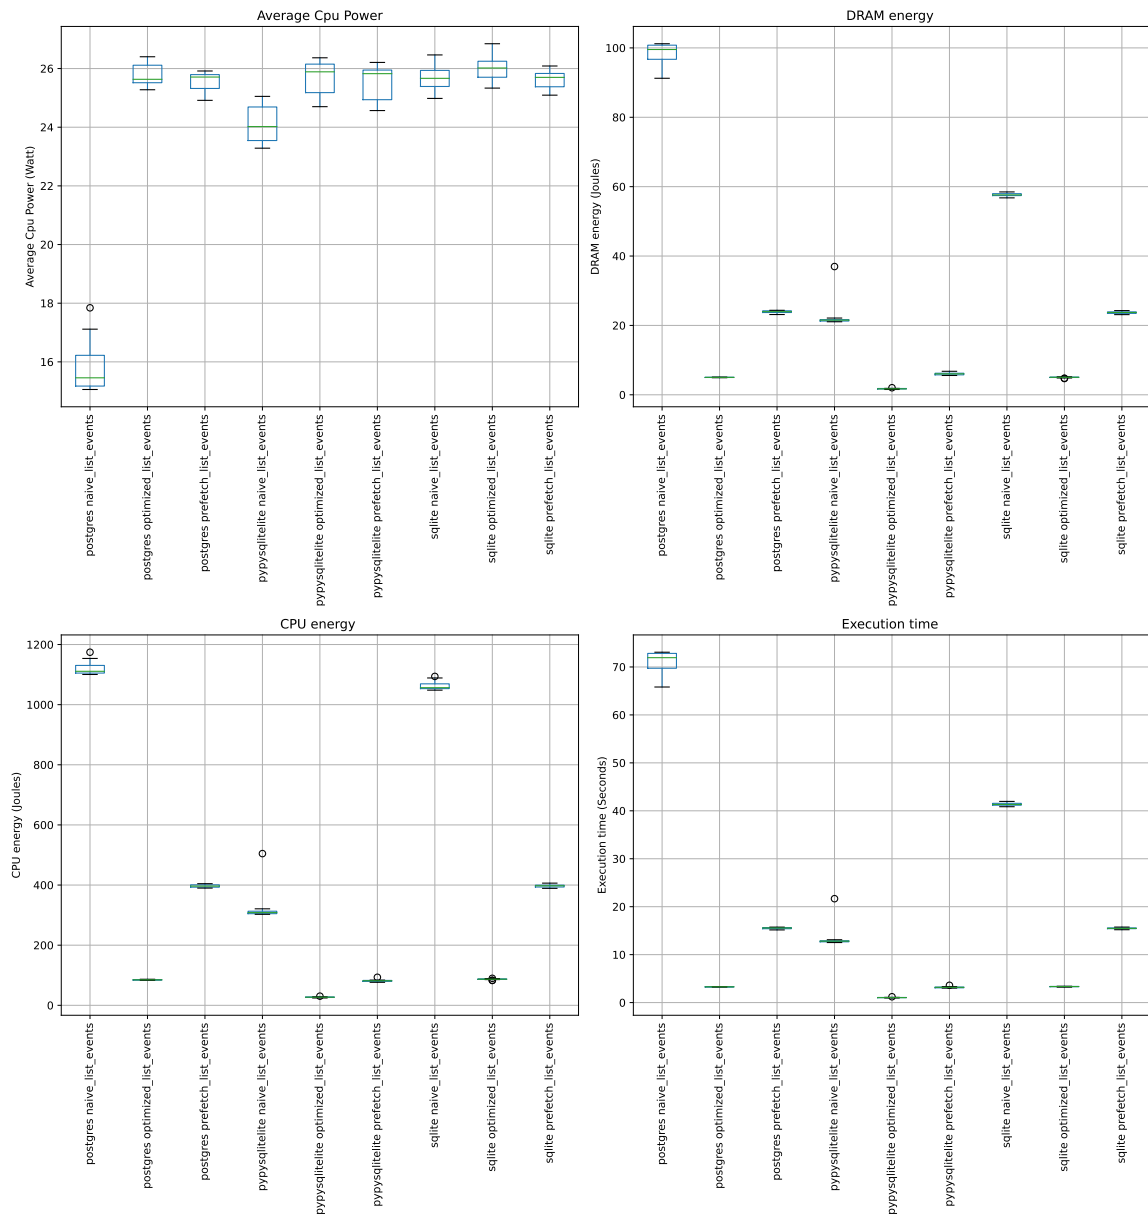 Average Cpu Power
Average Cpu Power (Watt)
26
24
22
20
18
16
postgres naive_list_events
postgres optimized_list_events
postgres prefetch_list_events
pypysqlitelite naive_list_events
pypysqlitelite optimized_list_events
pypysqlitelite prefetch_list_events
sqlite naive_list_events
sqlite optimized_list_events
sqlite prefetch_list_events
DRAM energy
DRAM energy (Joules)
100
80
60
40
20
0
postgres naive_list_events
postgres optimized_list_events
postgres prefetch_list_events
pypysqlitelite naive_list_events
pypysqlitelite optimized_list_events
pypysqlitelite prefetch_list_events
sqlite naive_list_events
sqlite optimized_list_events
sqlite prefetch_list_events
CPU energy
CPU energy (Joules)
1200
1000
800
600
400
200
0
postgres naive_list_events
postgres optimized_list_events
postgres prefetch_list_events
pypysqlitelite naive_list_events
pypysqlitelite optimized_list_events
pypysqlitelite prefetch_list_events
sqlite naive_list_events
sqlite optimized_list_events
sqlite prefetch_list_events
Execution time
Execution time (Seconds)
70
60
50
40
30
20
10
0
postgres naive_list_events
postgres optimized_list_events
postgres prefetch_list_events
pypysqlitelite naive_list_events
pypysqlitelite optimized_list_events
pypysqlitelite prefetch_list_events
sqlite naive_list_events
sqlite optimized_list_events
sqlite prefetch_list_events